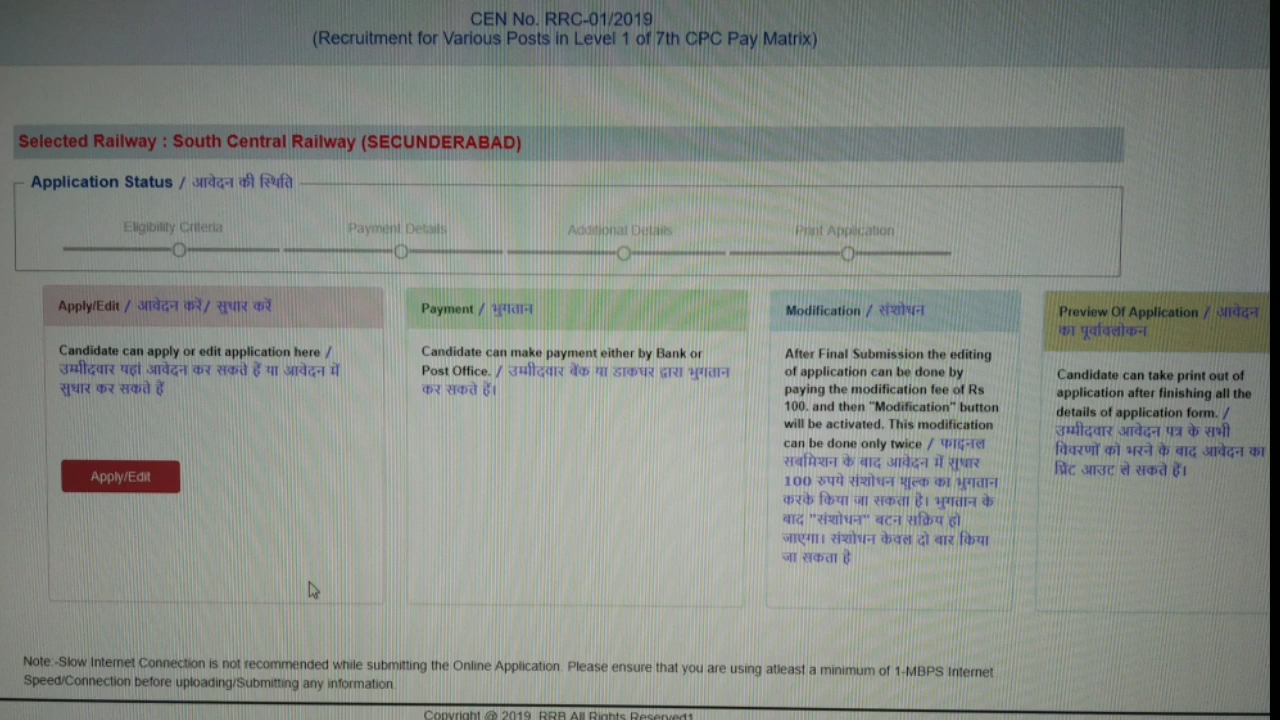 CEN No. RRC-01/2019
(Recruitment for Various Posts in Level 1 of 7th CPC Pay Matrix)
Selected Railway : South Central Railway (SECUNDERABAD)
Application Status / आवेदन की स्थिति
Eligibility Criteria
Payment Details
Additional Details
Print Application
Apply/Edit / आवेदन करें/ सुधार करें
Candidate can apply or edit application here /
उम्मीदवार यहां आवेदन कर सकते हैं या आवेदन में
सुधार कर सकते हैं
Apply/Edit
Payment / भुगतान
Candidate can make payment either by Bank or
Post Office. / उम्मीदवार बैंक या डाकघर द्वारा भुगतान
कर सकते हैं।
Modification / संशोधन
After Final Submission the editing
of application can be done by
paying the modification fee of Rs
100. and then "Modification" button
will be activated. This modification
can be done only twice / फाइनल
सबमिशन के बाद आवेदन में सुधार
100 रुपये संशोधन शुल्क का भुगतान
करके किया जा सकता है। भुगतान के
बाद "संशोधन" बटन सक्रिय हो
जाएगा। संशोधन केवल दो बार किया
जा सकता है
Preview Of Application / आवेदन
का पूर्वावलोकन
Candidate can take print out of
application after finishing all the
details of application form. /
उम्मीदवार आवेदन पत्र के सभी
विवरणों को भरने के बाद आवेदन का
प्रिंट आउट ले सकते हैं।
Note:-Slow Internet Connection is not recommended while submitting the Online Application. Please ensure that you are using atleast a minimum of 1-MBPS Internet
Speed/Connection before uploading/Submitting any information.
Copyright @ 2019. RRB All Rights Reserved1